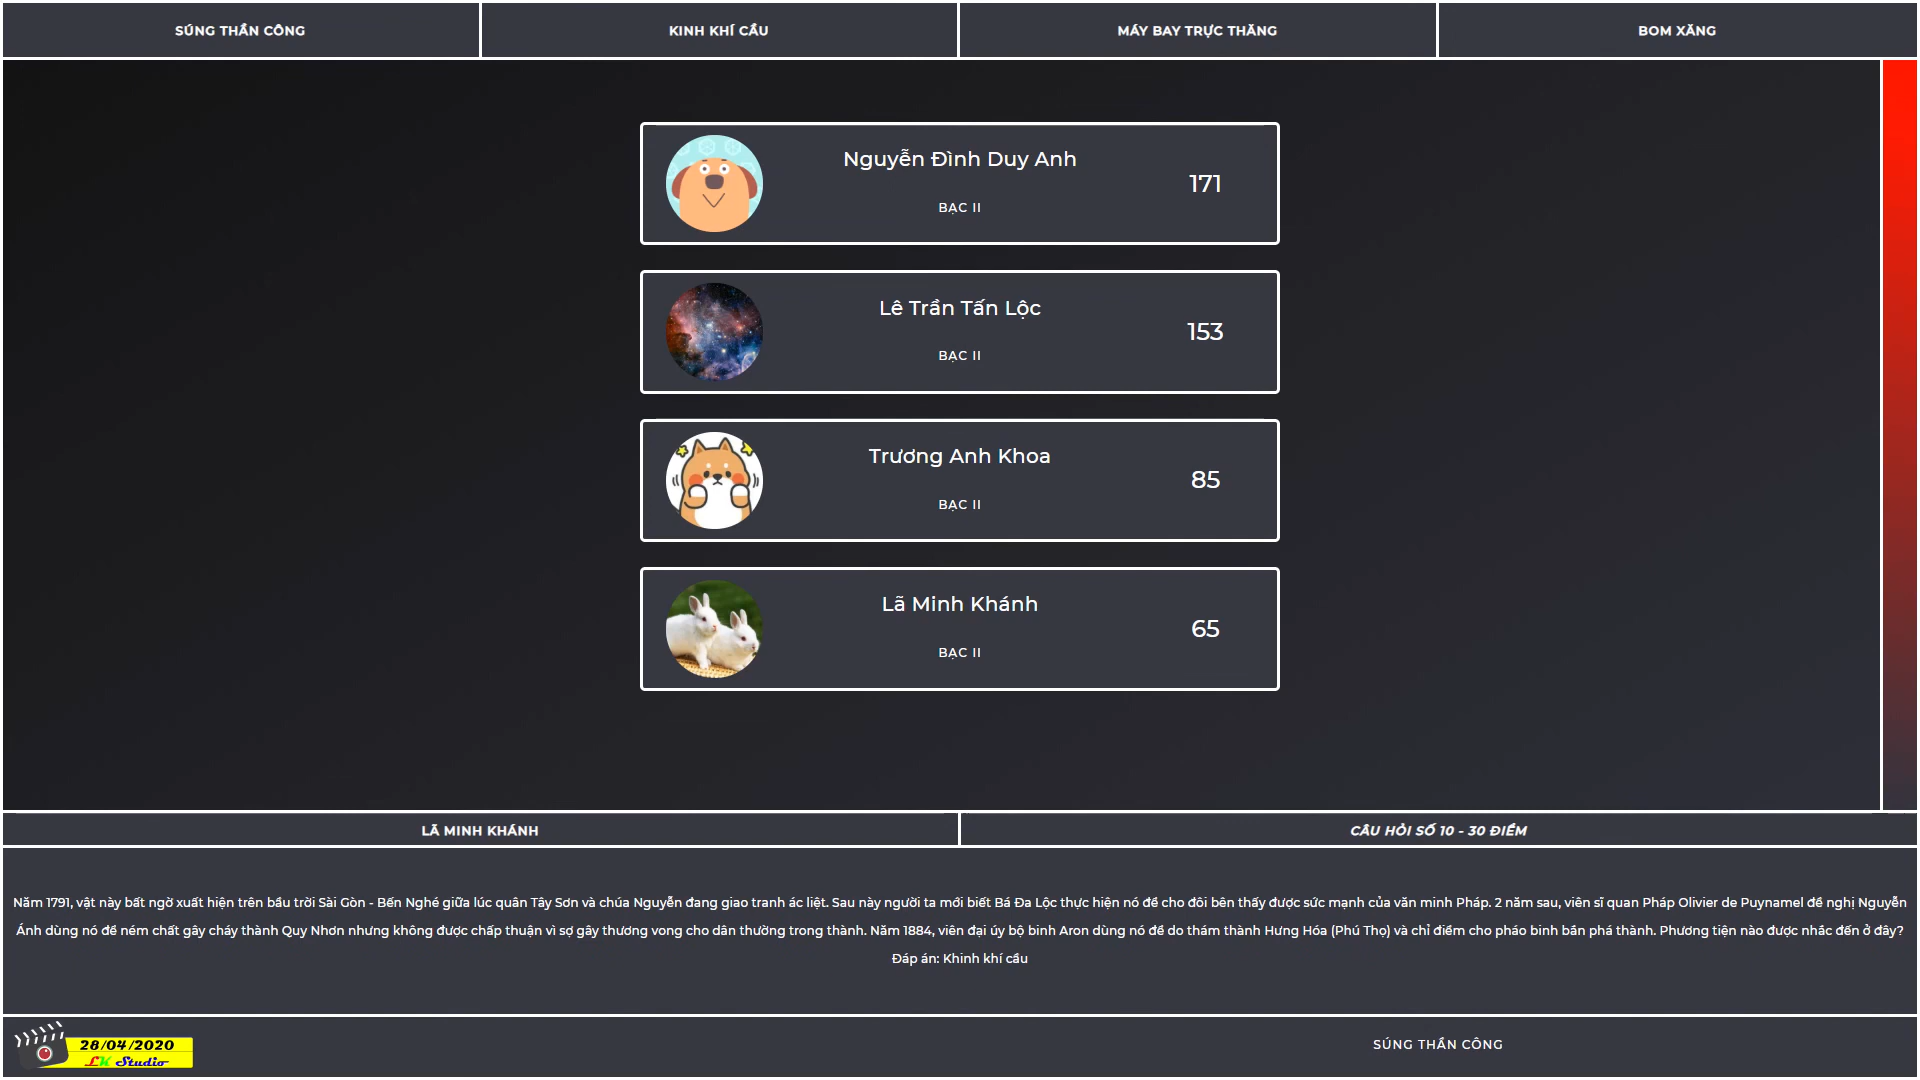 SÚNG THẦN CÔNG
KINH KHÍ CẦU
MÁY BAY TRỰC THĂNG
BOM XĂNG
Nguyễn Đình Duy Anh
171
BẠC II
Lê Trần Tấn Lộc
153
BẠC II
Trương Anh Khoa
85
BẠC II
Lã Minh Khánh
65
BẠC II
LÃ MINH KHÁNH
CÂU HỎI SỐ 10 - 30 ĐIỂM
Năm 1791, vật này bất ngờ xuất hiện trên bầu trời Sài Gòn - Bến Nghé giữa lúc quân Tây Sơn và chúa Nguyễn đang giao tranh ác liệt. Sau này người ta mới biết Bá Đa Lộc thực hiện nó để cho đôi bên thấy được sức mạnh của văn minh Pháp. 2 năm sau, viên sĩ quan Pháp Olivier de Puynamel đề nghị Nguyễn
Ánh dùng nó để ném chất gây cháy thành Quy Nhơn nhưng không được chấp thuận vì sợ gây thương vong cho dân thường trong thành. Năm 1884, viên đại úy bộ binh Aron dùng nó để do thám thành Hưng Hóa (Phú Thọ) và chỉ điểm cho pháo binh bắn phá thành. Phương tiện nào được nhắc đến ở đây?
Đáp án: Khinh khí cầu
28/04/2020
LK Studio
SÚNG THẦN CÔNG